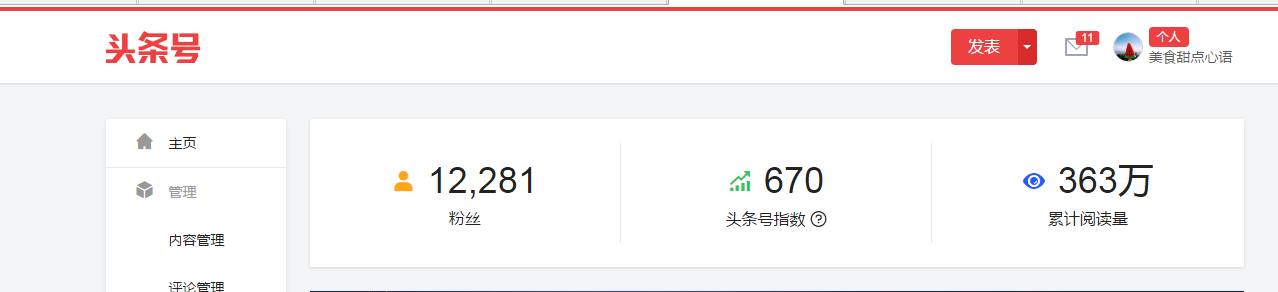 头条号
发表
11
个人
美食甜点心语
主页
管理
内容管理
评论管理
12,281
粉丝
670
头条号指数 ?
363万
累计阅读量